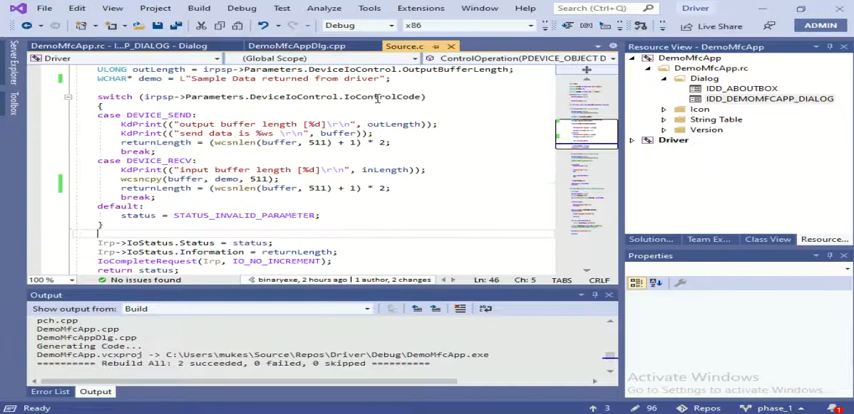 File Edit View Git Project Build Debug Test Analyze Tools Extensions Window Help Search (Ctrl+Q) Driver
Debug x86 Live Share ADMIN
Server Explorer
Toolbox
DemoMfcApp.rc - I...P_DIALOG - Dialog DemoMfcAppDlg.cpp Source.c
Driver (Global Scope) ControlOperation(PDEVICE_OBJECT D
ULONG outLength = irpsp->Parameters.DeviceIoControl.OutputBufferLength;
WCHAR* demo = L"Sample Data returned from driver";
switch (irpsp->Parameters.DeviceIoControl.IoControlCode)
{
case DEVICE_SEND:
KdPrint(("output buffer length [%d]\r\n", outLength));
KdPrint(("send data is %ws \r\n", buffer));
returnLength = (wcsnlen(buffer, 511) + 1) * 2;
break;
case DEVICE_RECV:
KdPrint(("input buffer length [%d]\r\n", inLength));
wcsncpy(buffer, demo, 511);
returnLength = (wcsnlen(buffer, 511) + 1) * 2;
break;
default:
status = STATUS_INVALID_PARAMETER;
}
Irp->IoStatus.Status = status;
Irp->IoStatus.Information = returnLength;
IoCompleteRequest(Irp, IO_NO_INCREMENT);
return status;
100 % No issues found binaryexe, 2 hours ago | 1 author, 2 changes Ln: 46 Ch: 5 TABS CRLF
Output
Show output from: Build
pch.cpp
DemoMfcApp.cpp
DemoMfcAppDlg.cpp
Generating Code...
DemoMfcApp.vcxproj -> C:\Users\mukes\Source\Repos\Driver\Debug\DemoMfcApp.exe
========== Rebuild All: 2 succeeded, 0 failed, 0 skipped ==========
Error List Output
Resource View - DemoMfcApp
DemoMfcApp
DemoMfcApp.rc
Dialog
IDD_ABOUTBOX
IDD_DEMOMFCAPP_DIALOG
Icon
String Table
Version
Driver
Solution... Team Ex... Class View Resource...
Properties
Activate Windows
Go to Settings to activate Windows.
Ready 3 96 Repos phase_1 1